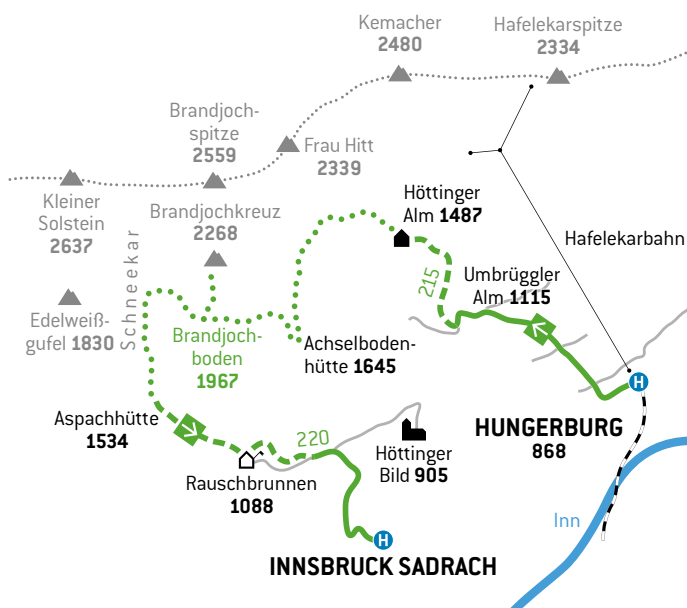 Kemacher
2480
Hafelekarspitze
2334
Brandjoch-
spitze
2559
Frau Hitt
2339
Kleiner
Solstein
2637
Brandjochkreuz
2268
Höttinger
Alm 1487
Hafelekarbahn
Schneekar
Edelweiß-
gufel 1830
215
Umbrüggler
Alm 1115
Brandjoch-
boden
1967
Achselboden-
hütte 1645
H
Aspachhütte
1534
HUNGERBURG
868
220
Höttinger
Bild 905
Rauschbrunnen
1088
Inn
H
INNSBRUCK SADRACH